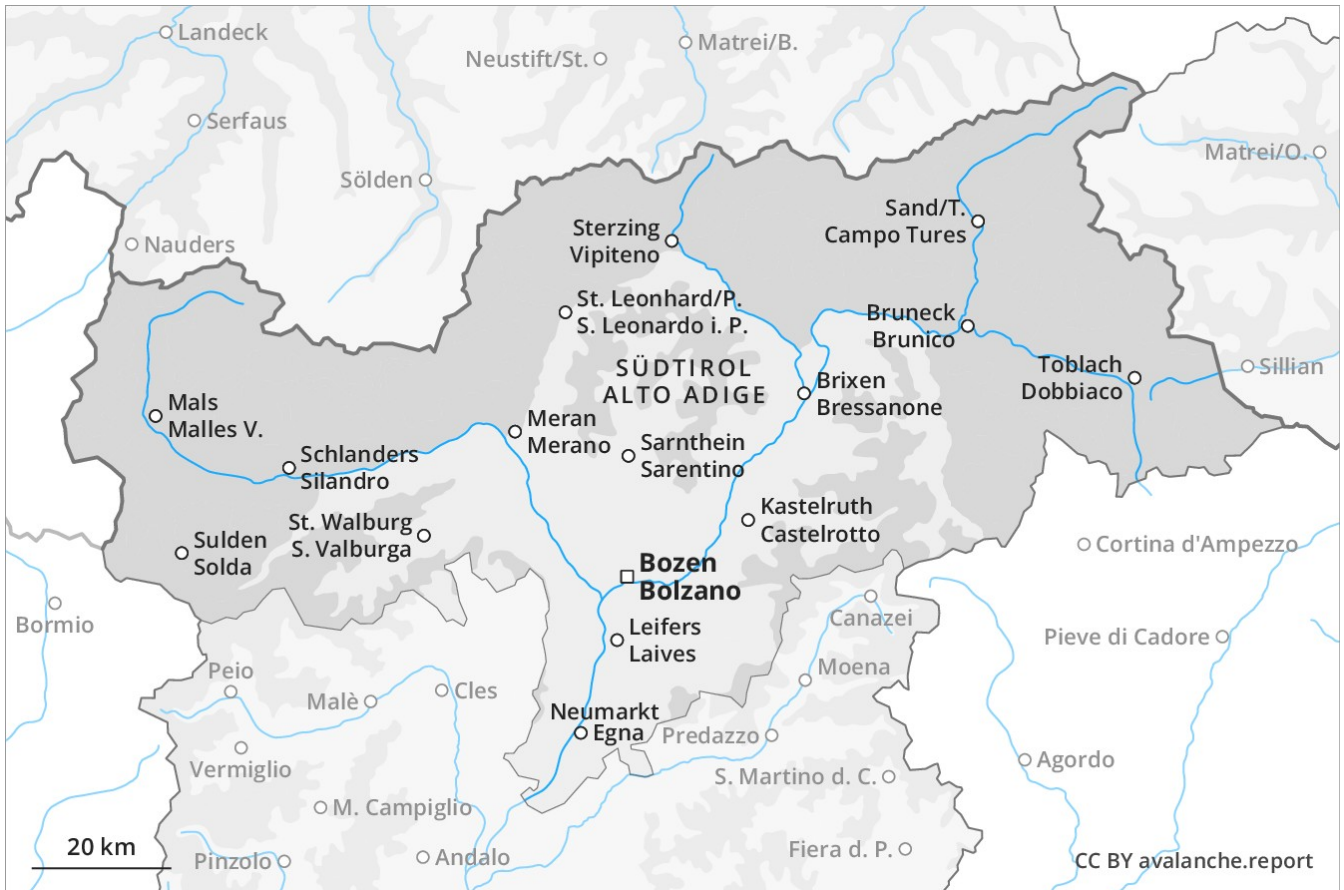 Landeck
Neustift/St.
Matrei/B.
Serfaus
Matrei/O.
Sölden
Nauders
Sterzing
Vipiteno
Sand/T.
Campo Tures
St. Leonhard/P.
S. Leonardo i. P.
Bruneck
Brunico
SÜDTIROL
ALTO ADIGE
Toblach
Dobbiaco
Sillian
Brixen
Bressanone
Mals
Malles V.
Meran
Merano
Sarnthein
Sarentino
Schlanders
Silandro
Kastelruth
Castelrotto
St. Walburg
S. Valburga
Sulden
Solda
Cortina d'Ampezzo
Bozen
Bolzano
Bormio
Canazei
Leifers
Laives
Pieve di Cadore
Peio
Moena
Malè
Cles
Neumarkt
Egna
Predazzo
Vermiglio
Agordo
S. Martino d. C.
M. Campiglio
20 km
Pinzolo
Andalo
Fiera d. P.
CC BY avalanche.report